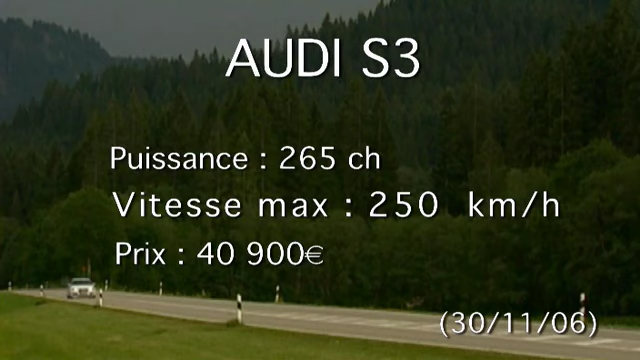 AUDI S3
Puissance : 265 ch
Vitesse max : 250 km/h
Prix : 40 900€
(30/11/06)